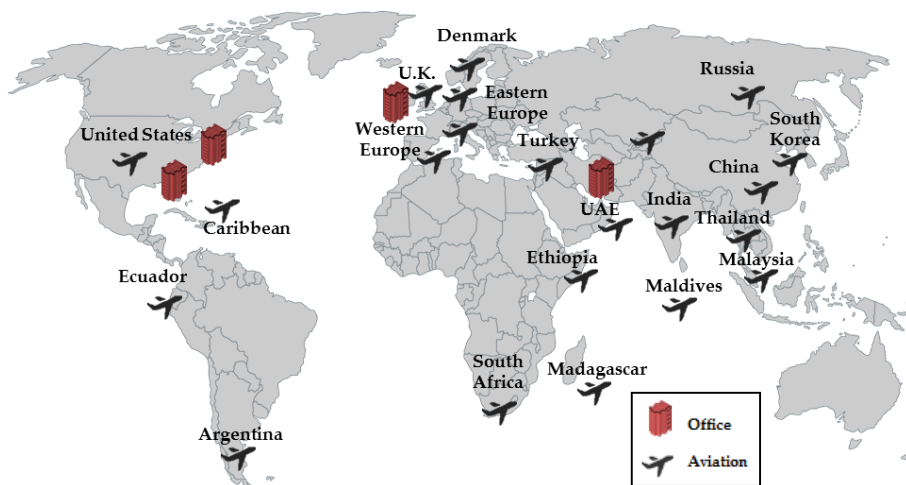 Denmark
U.K.
Russia
Eastern
Europe
United States
Western
Europe
Turkey
South
Korea
China
UAE
India
Thailand
Caribbean
Ethiopia
Malaysia
Ecuador
Maldives
South
Africa
Madagascar
Argentina
Office
Aviation